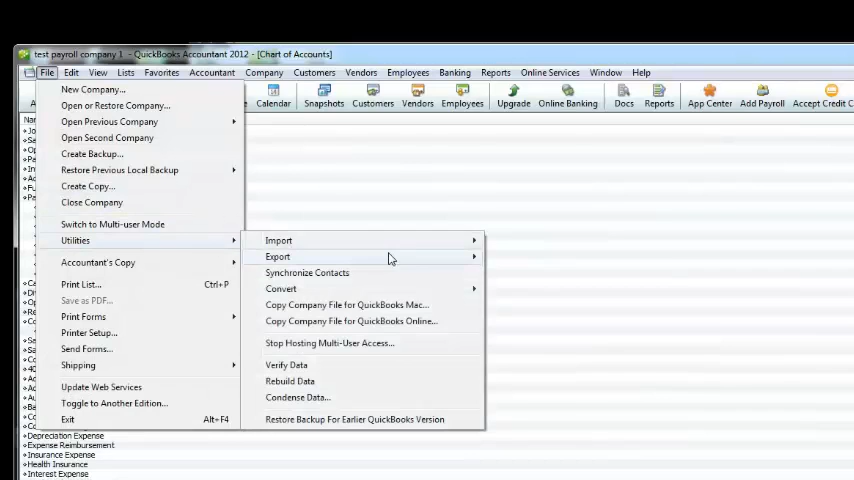 test payroll company 1 - QuickBooks Accountant 2012 - [Chart of Accounts]
File Edit View Lists Favorites Accountant Company Customers Vendors Employees Banking Reports Online Services Window Help
Calendar Snapshots Customers Vendors Employees Upgrade Online Banking Docs Reports App Center Add Payroll Accept Credit C
New Company...
Open or Restore Company...
Open Previous Company
Open Second Company
Create Backup...
Restore Previous Local Backup
Create Copy...
Close Company
Switch to Multi-user Mode
Utilities
Accountant's Copy
Print List... Ctrl+P
Save as PDF...
Print Forms
Printer Setup...
Send Forms...
Shipping
Update Web Services
Toggle to Another Edition...
Exit Alt+F4
Import
Export
Synchronize Contacts
Convert
Copy Company File for QuickBooks Mac...
Copy Company File for QuickBooks Online...
Stop Hosting Multi-User Access...
Verify Data
Rebuild Data
Condense Data...
Restore Backup For Earlier QuickBooks Version
Depreciation Expense
Expense Reimbursement
Insurance Expense
Health Insurance
Interest Expense